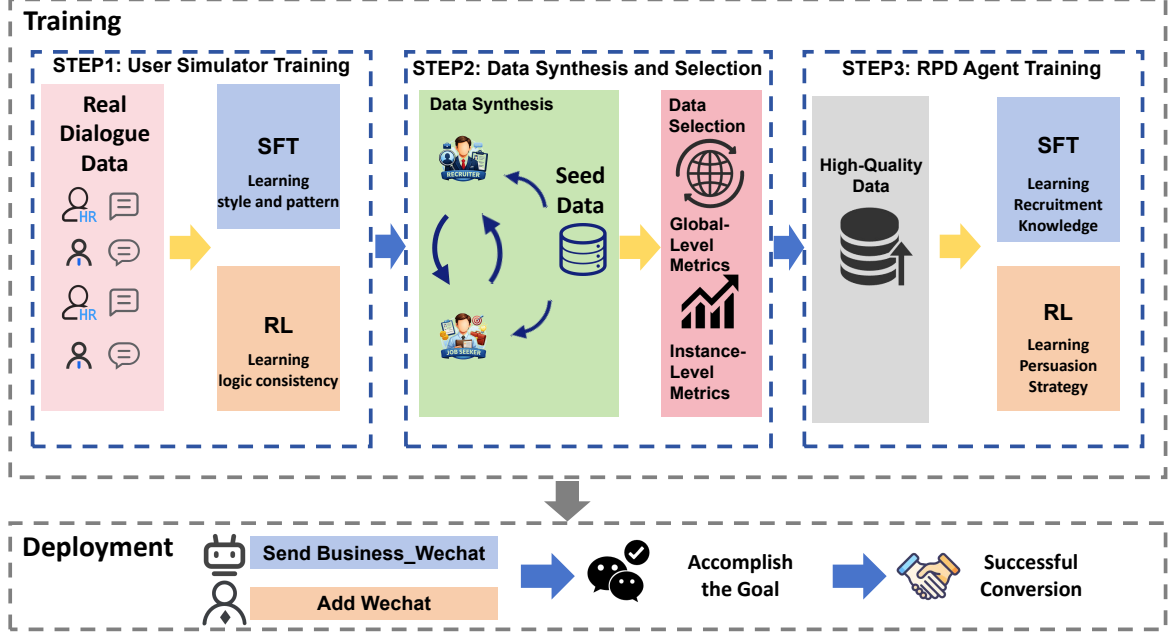 Training
STEP1: User Simulator Training
Real
Dialogue
Data
HR
HR
SFT
Learning
style and pattern
RL
Learning
logic consistency
STEP2: Data Synthesis and Selection
Data Synthesis
RECRUITER
Seed
Data
JOB SEEKER
Data
Selection
Global-
Level
Metrics
Instance-
Level
Metrics
STEP3: RPD Agent Training
High-Quality
Data
SFT
Learning
Recruitment
Knowledge
RL
Learning
Persuasion
Strategy
Deployment
Send Business_Wechat
Add Wechat
Accomplish
the Goal
Successful
Conversion